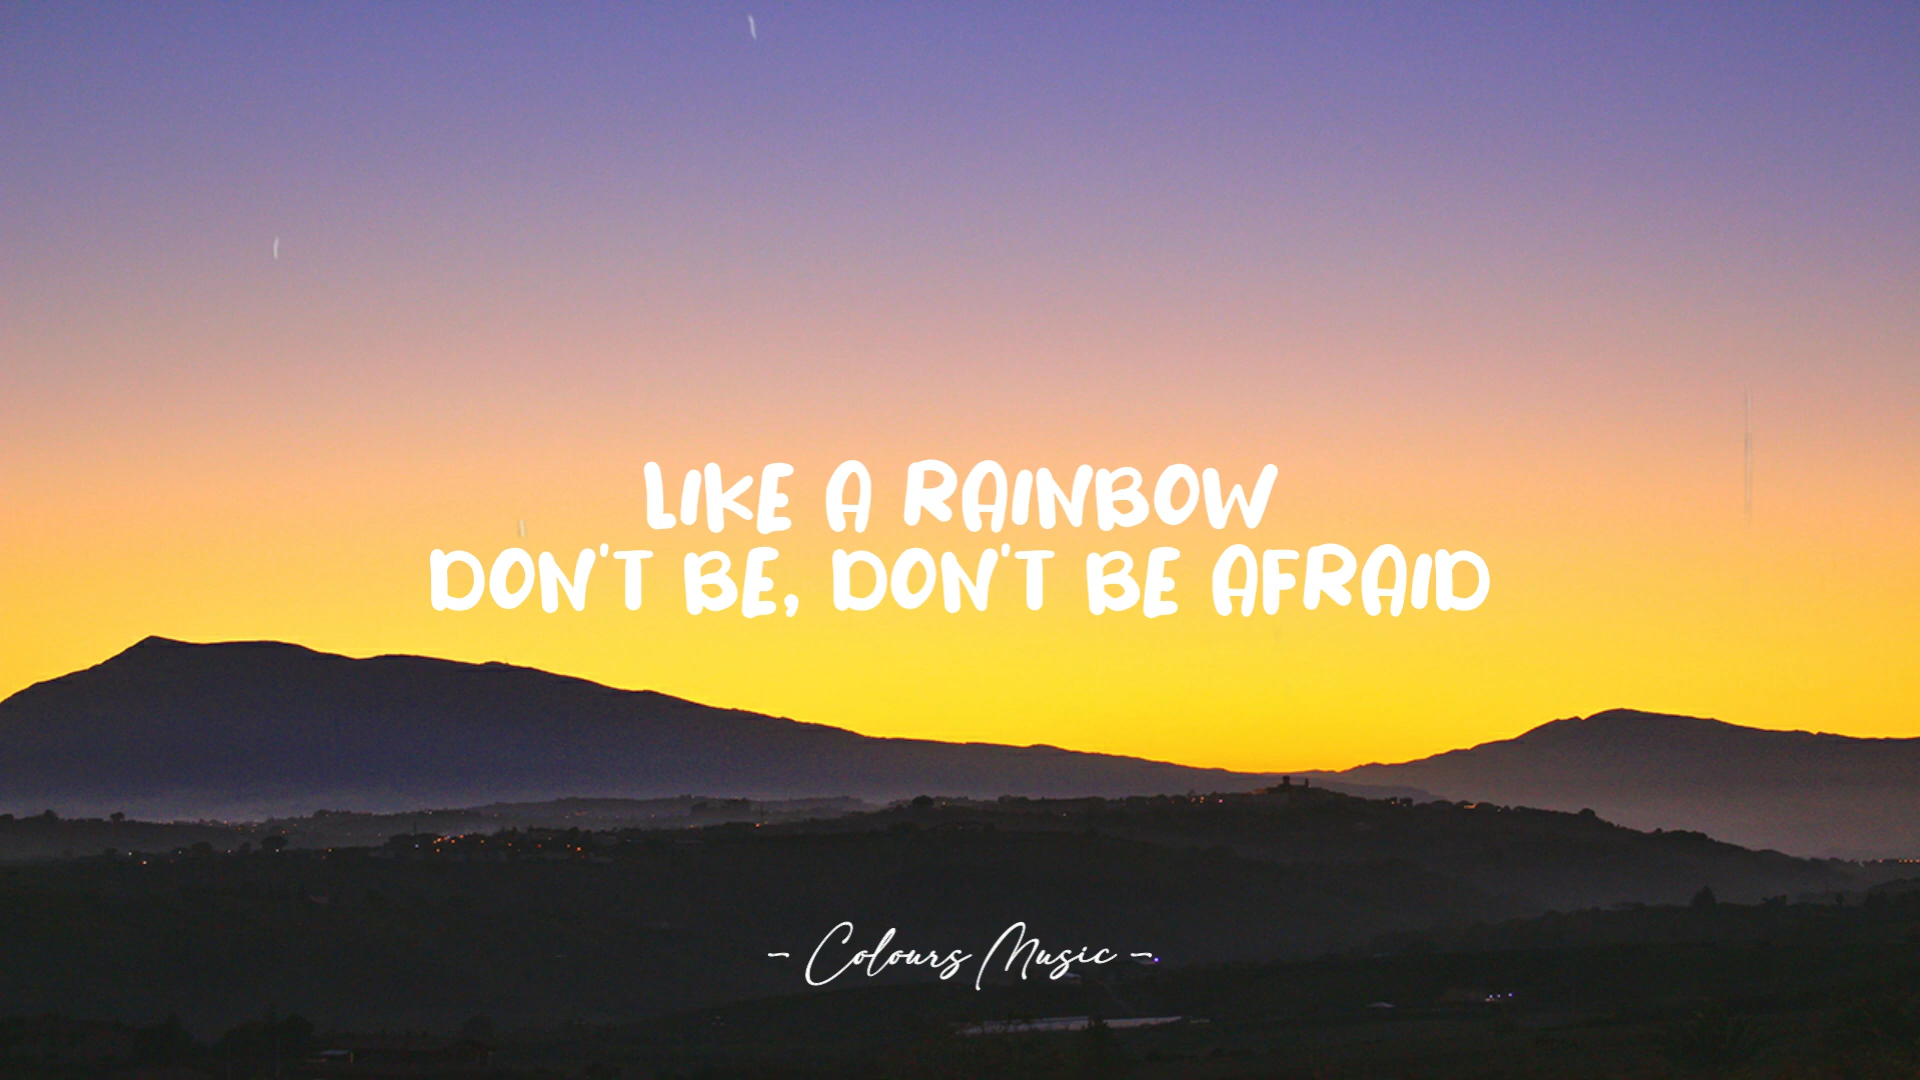 LIKE A RAINBOW
DON'T BE, DON'T BE AFRAID
- Colours Music -